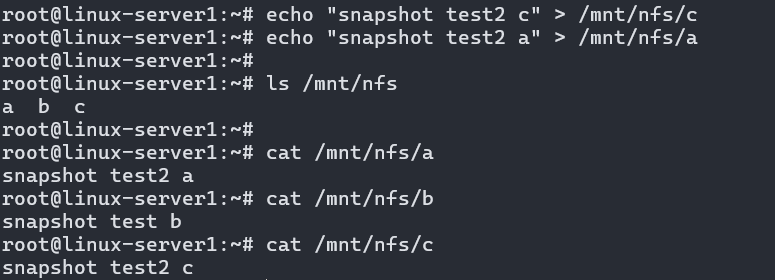 root@linux-server1:~# echo "snapshot test2 c" > /mnt/nfs/c
root@linux-server1:~# echo "snapshot test2 a" > /mnt/nfs/a
root@linux-server1:~#
root@linux-server1:~# ls /mnt/nfs
a  b  c
root@linux-server1:~#
root@linux-server1:~# cat /mnt/nfs/a
snapshot test2 a
root@linux-server1:~# cat /mnt/nfs/b
snapshot test b
root@linux-server1:~# cat /mnt/nfs/c
snapshot test2 c